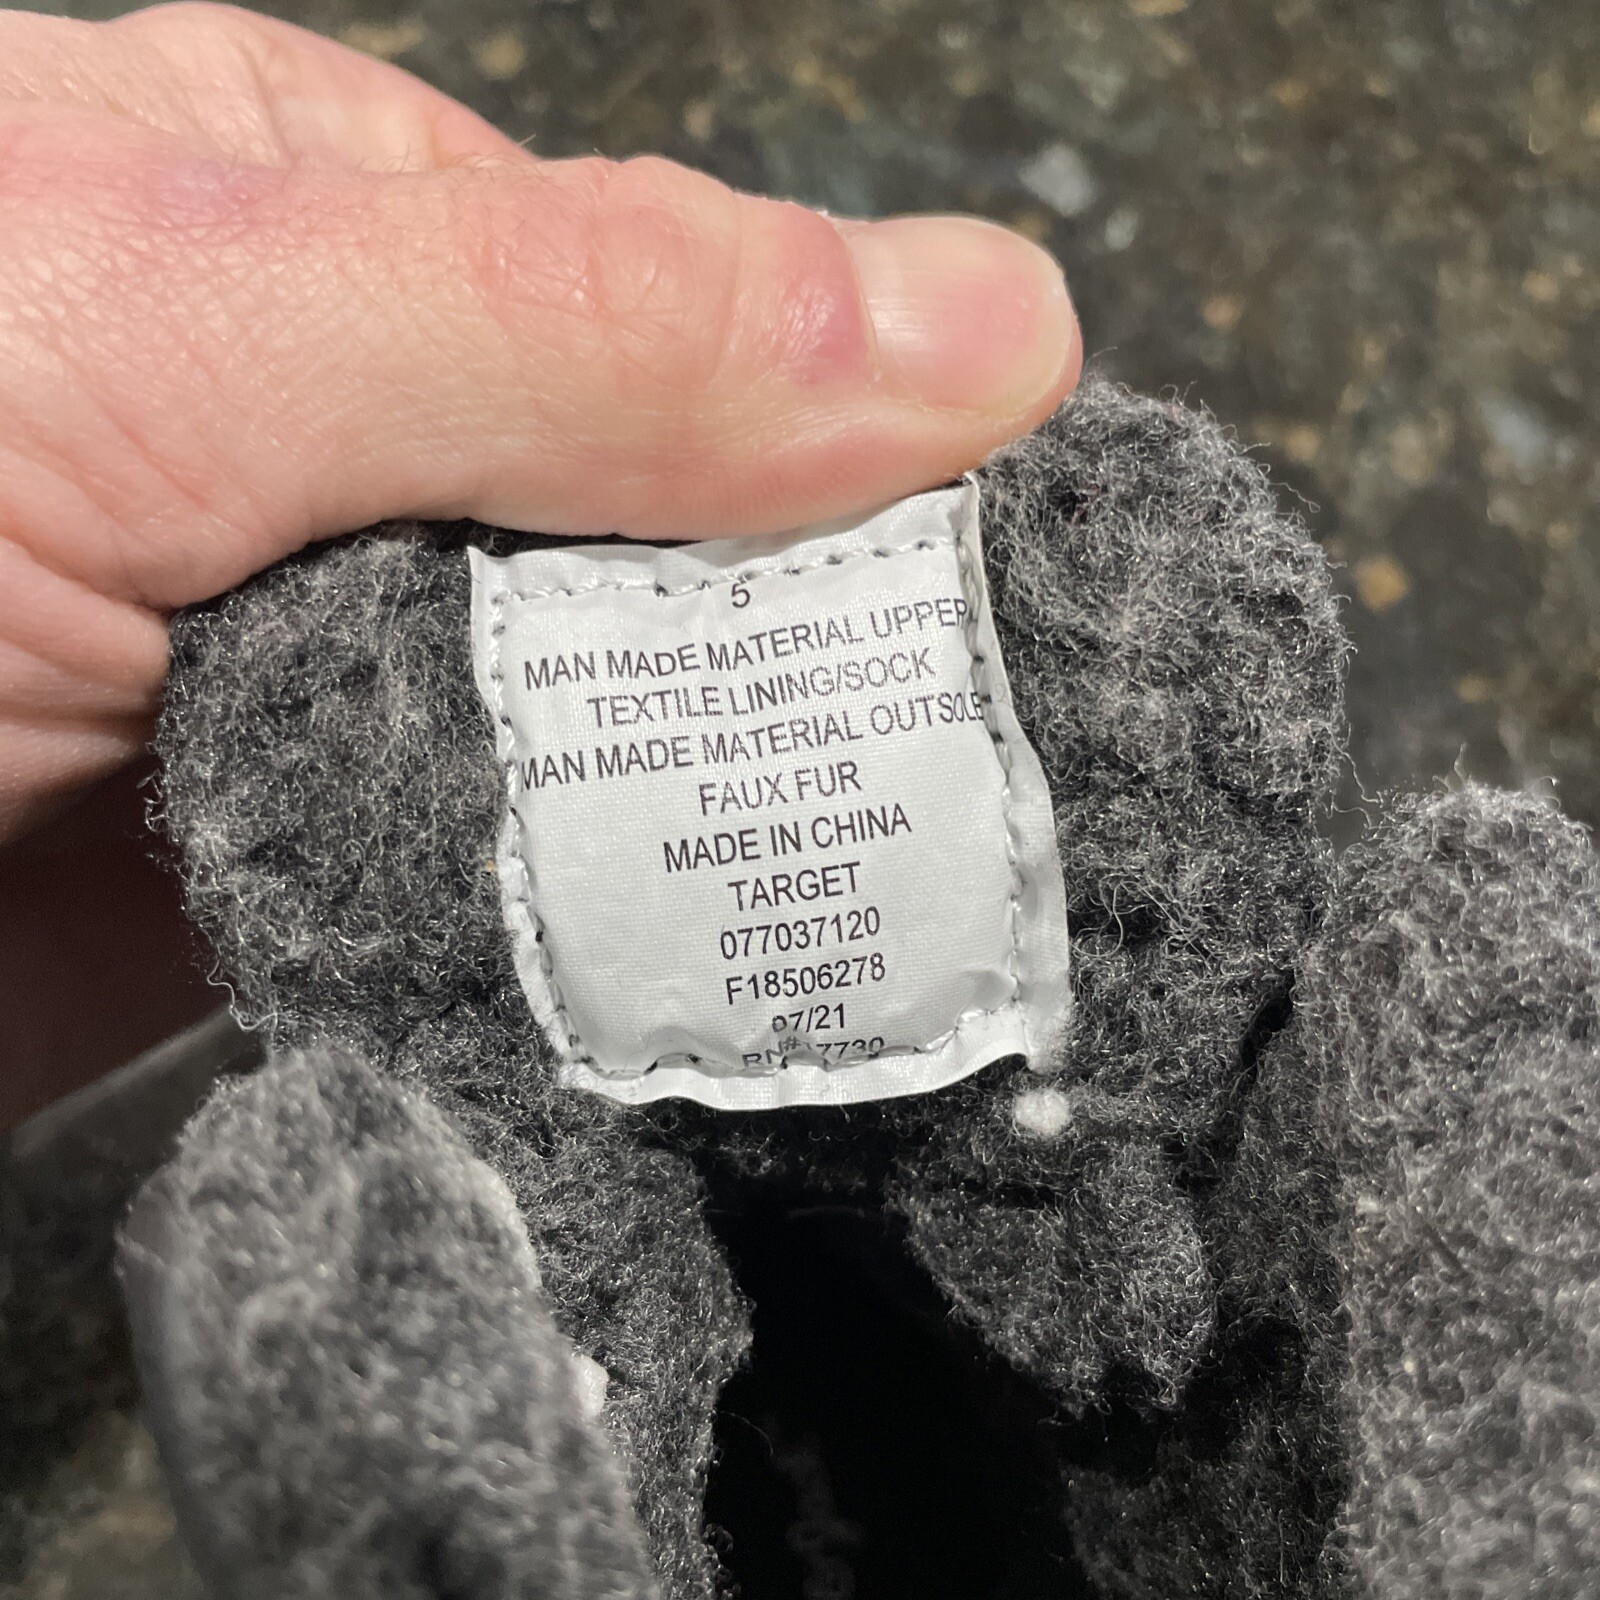 5
MAN MADE MATERIAL UPPER
TEXTILE LINING/SOCK
MAN MADE MATERIAL OUTSOLE
FAUX FUR
MADE IN CHINA
TARGET
077037120
F18506278
07/21